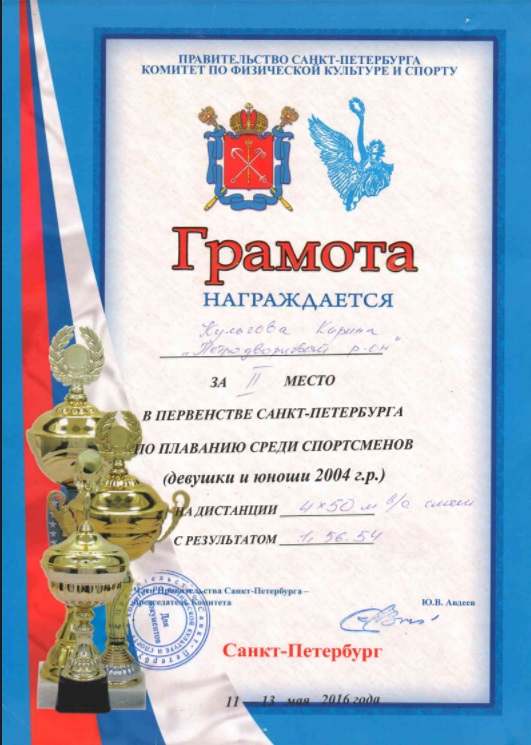 ПРАВИТЕЛЬСТВО САНКТ-ПЕТЕРБУРГА
КОМИТЕТ ПО ФИЗИЧЕСКОЙ КУЛЬТУРЕ И СПОРТУ
Грамота
НАГРАЖДАЕТСЯ
Карина
„Петродворцовый р-он"
ЗА II МЕСТО
В ПЕРВЕНСТВЕ САНКТ-ПЕТЕРБУРГА
ПО ПЛАВАНИЮ СРЕДИ СПОРТСМЕНОВ
(девушки и юноши 2004 г.р.)
НА ДИСТАНЦИИ 4×50 м в/с смеш
С РЕЗУЛЬТАТОМ 1, 56.54
Правительства Санкт-Петербурга –
председатель Комитета
Ю.В. Авдеев
Для документов
Санкт-Петербург
11 – 13 мая 2016 года